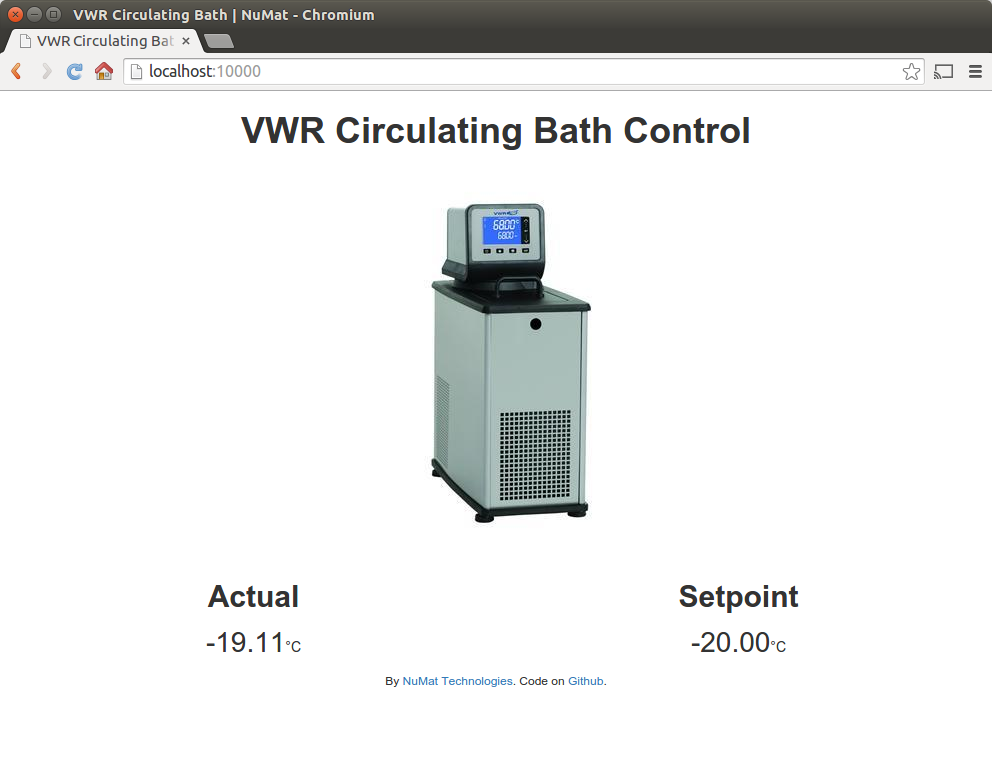 VWR Circulating Bath | NuMat - Chromium
VWR Circulating Bat
localhost:10000
VWR Circulating Bath Control
VWR
68.00°C
68.00
Actual
Setpoint
-19.11°C
-20.00°C
By NuMat Technologies. Code on Github.